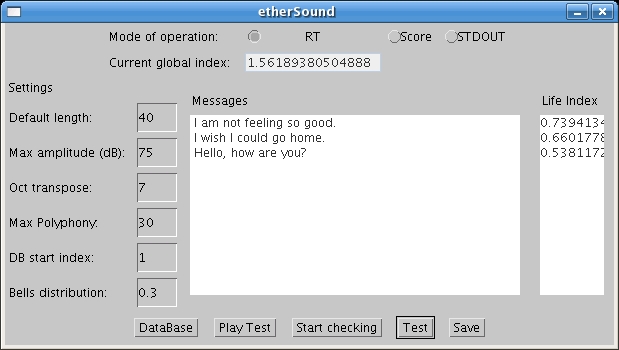 etherSound
Mode of operation: RT Score STDOUT
Current global index: 1.56189380504888
Settings
Messages Life Index
Default length: 40
Max amplitude (dB): 75
Oct transpose: 7
Max Polyphony: 30
DB start index: 1
Bells distribution: 0.3
I am not feeling so good. 0.7394134
I wish I could go home. 0.6601778
Hello, how are you? 0.5381172
DataBase Play Test Start checking Test Save